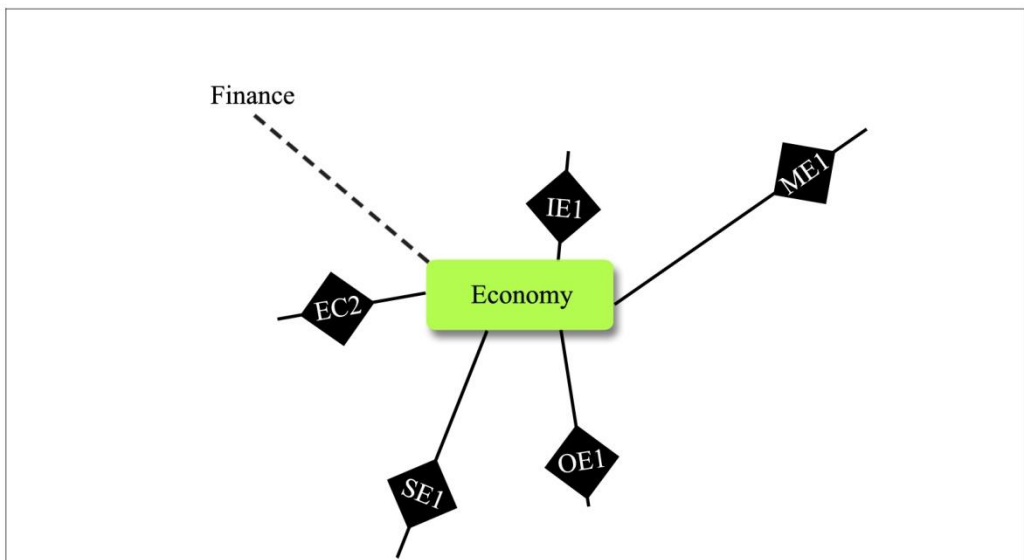 Finance
ME1
IE1
Economy
EC2
OE1
SE1